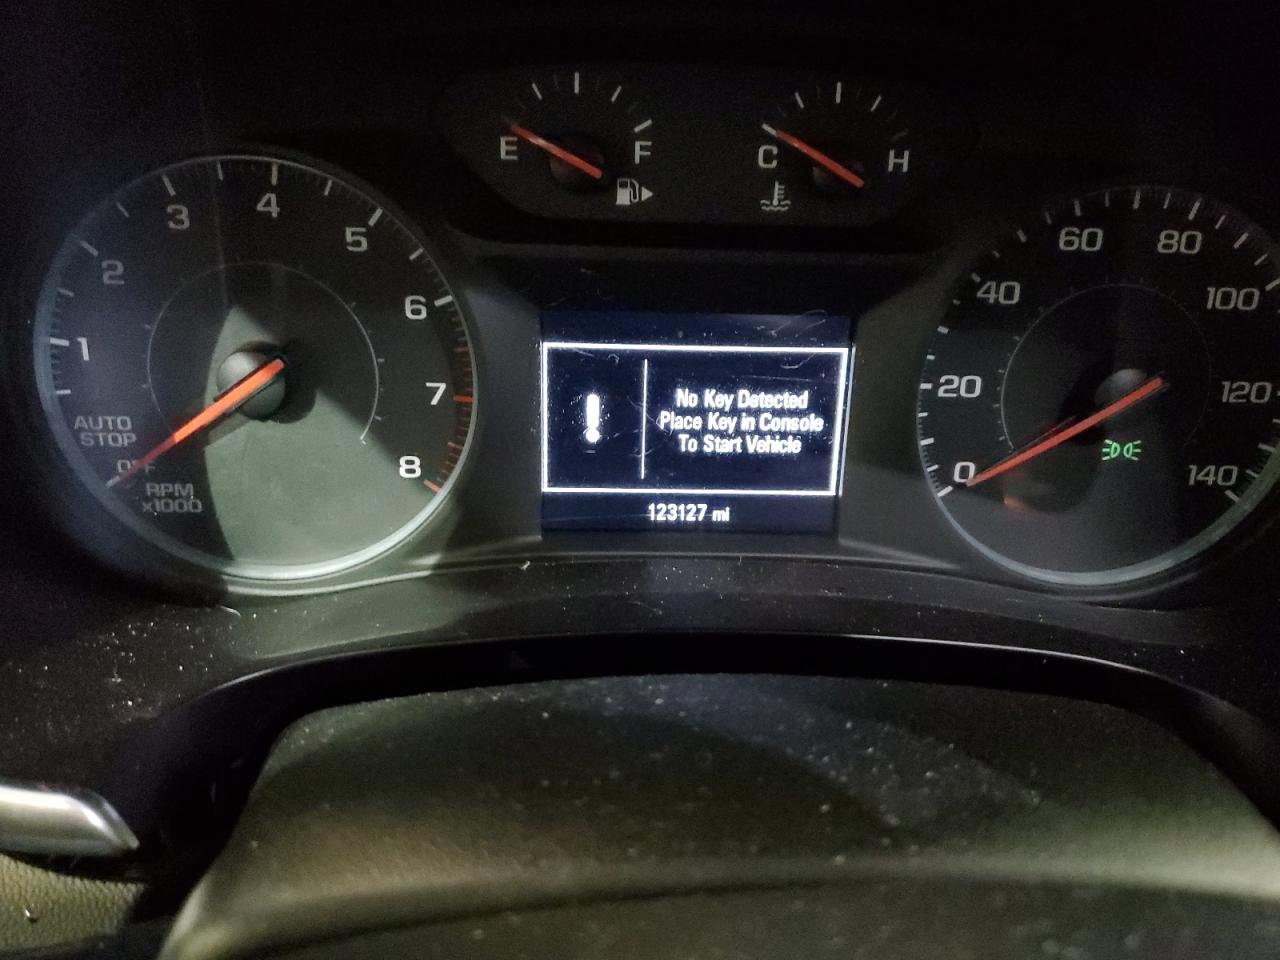 E F
C H
1 2 3 4 5 6 7 8
AUTO
STOP
OFF
RPM
x1000
No Key Detected
Place Key in Console
To Start Vehicle
123127 mi
0 20 40 60 80 100 120 140